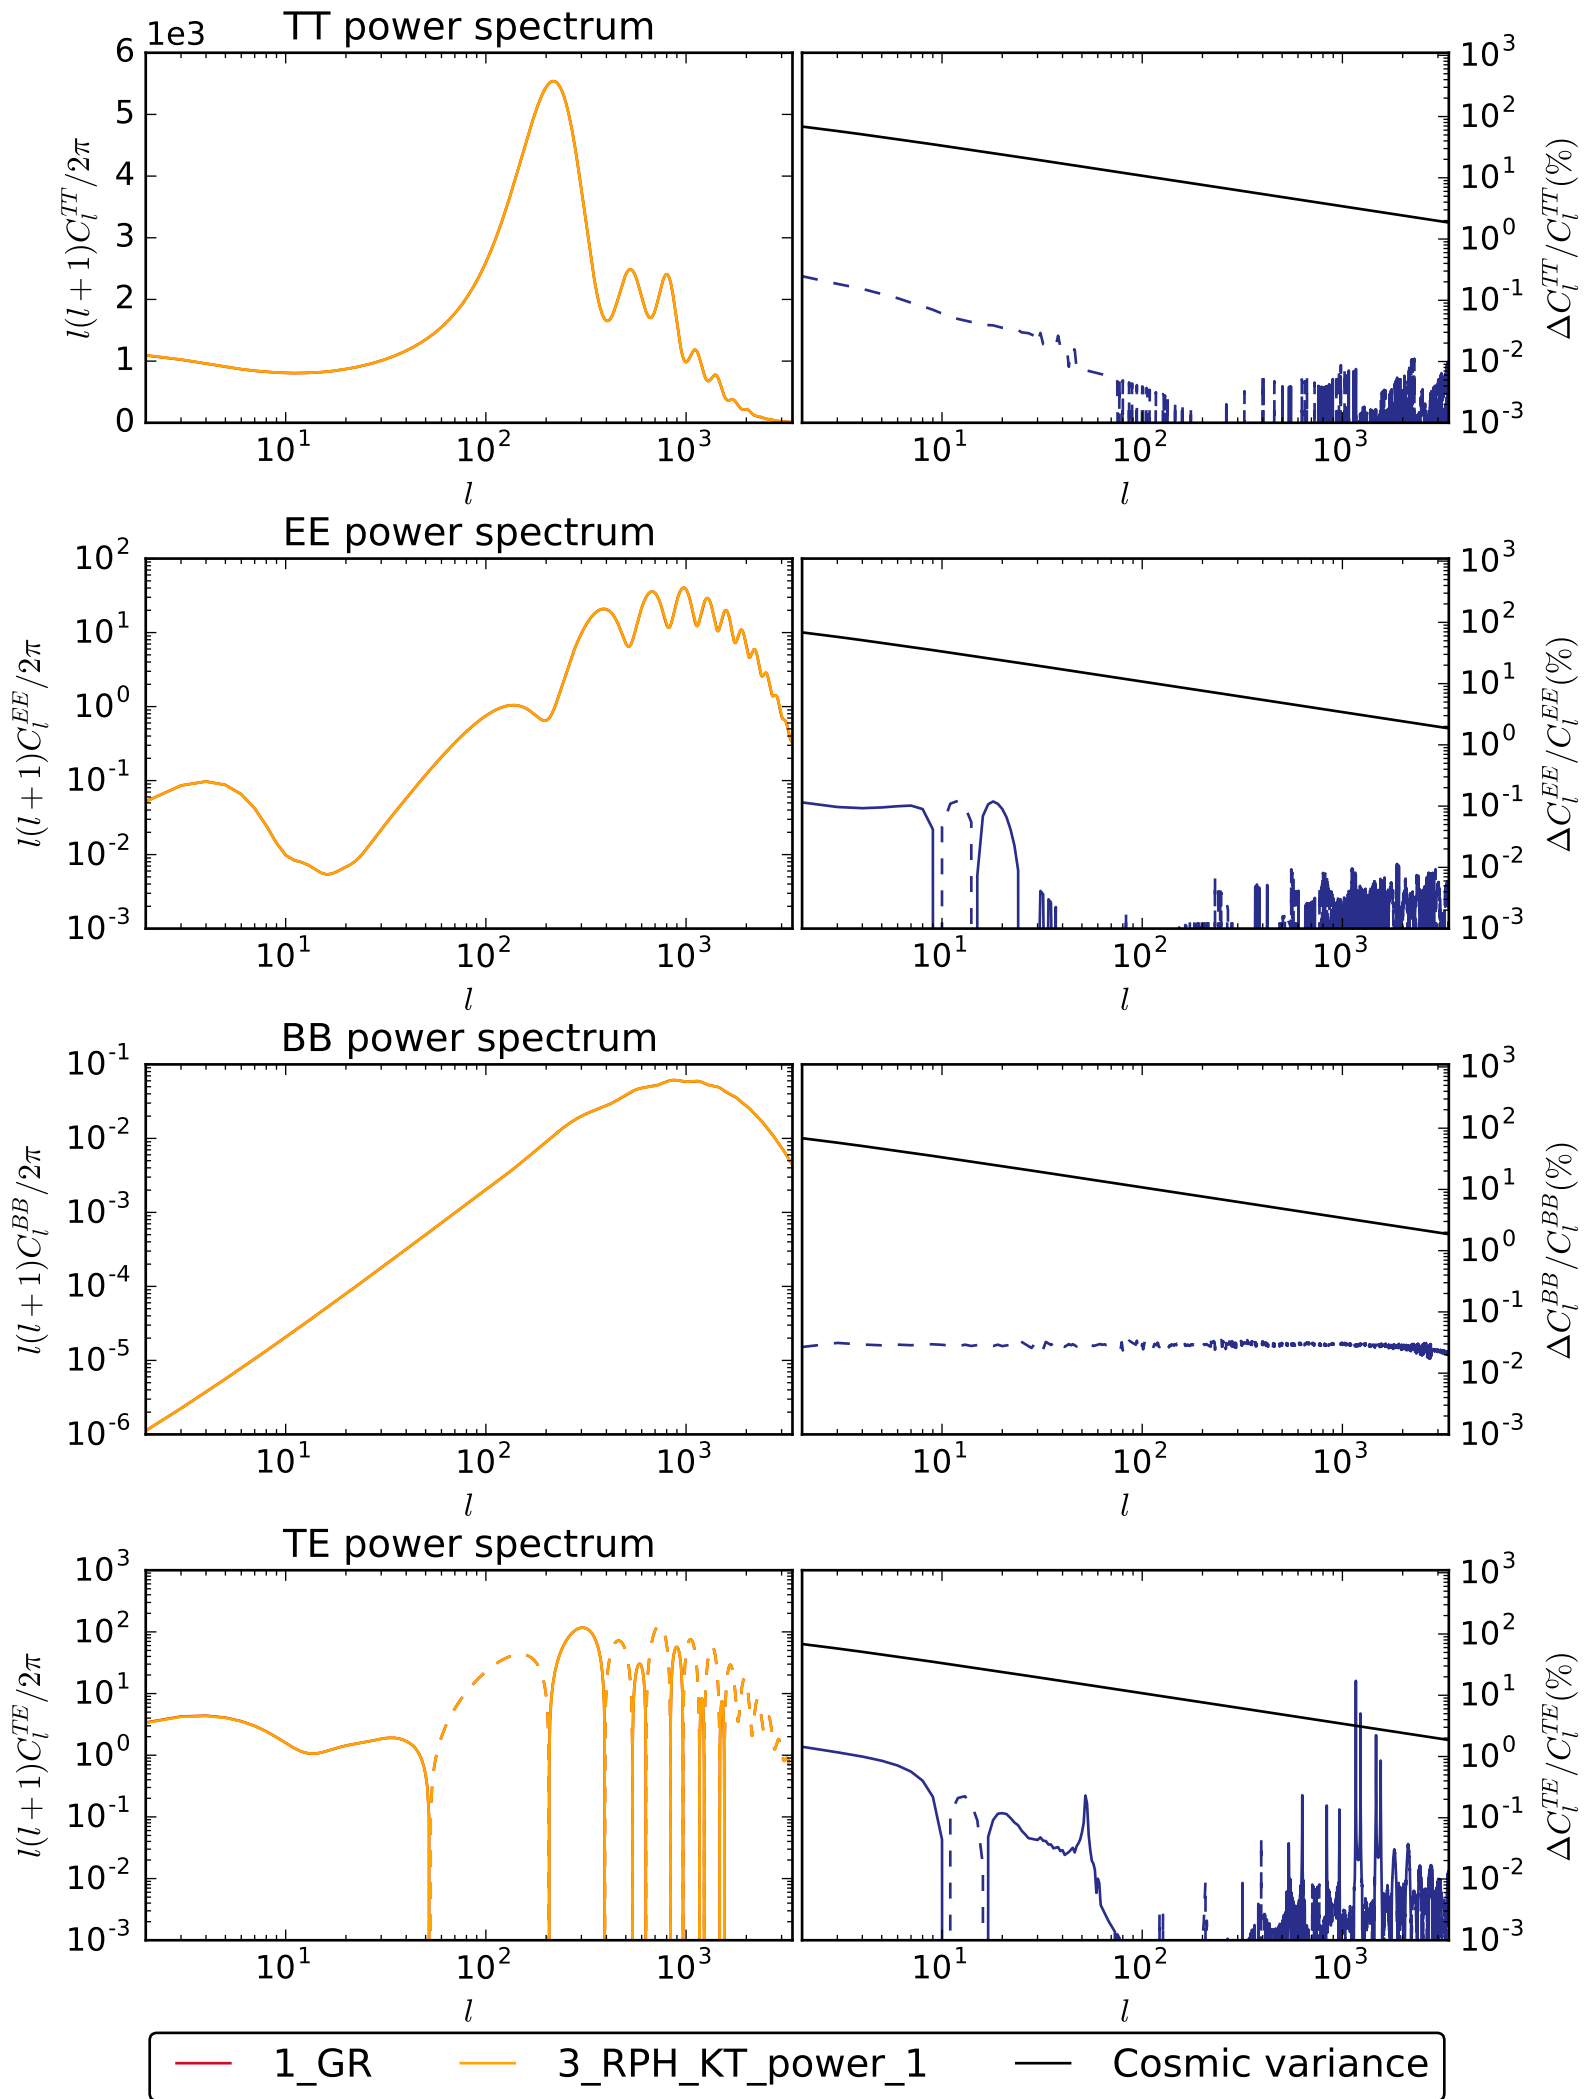 TT power spectrum
1e3
6
5
4
3
2
1
0
l(l + 1)C_l^{TT}/2π
10^1 10^2 10^3
l
10^3
10^2
10^1
10^0
10^-1
10^-2
10^-3
ΔC_l^{TT}/C_l^{TT}(%)
10^1 10^2 10^3
l
EE power spectrum
10^2
10^1
10^0
10^-1
10^-2
10^-3
l(l + 1)C_l^{EE}/2π
10^1 10^2 10^3
l
10^3
10^2
10^1
10^0
10^-1
10^-2
10^-3
ΔC_l^{EE}/C_l^{EE}(%)
10^1 10^2 10^3
l
BB power spectrum
10^-1
10^-2
10^-3
10^-4
10^-5
10^-6
l(l + 1)C_l^{BB}/2π
10^1 10^2 10^3
l
10^3
10^2
10^1
10^0
10^-1
10^-2
10^-3
ΔC_l^{BB}/C_l^{BB}(%)
10^1 10^2 10^3
l
TE power spectrum
10^3
10^2
10^1
10^0
10^-1
10^-2
10^-3
l(l + 1)C_l^{TE}/2π
10^1 10^2 10^3
l
10^3
10^2
10^1
10^0
10^-1
10^-2
10^-3
ΔC_l^{TE}/C_l^{TE}(%)
10^1 10^2 10^3
l
1_GR 3_RPH_KT_power_1 Cosmic variance